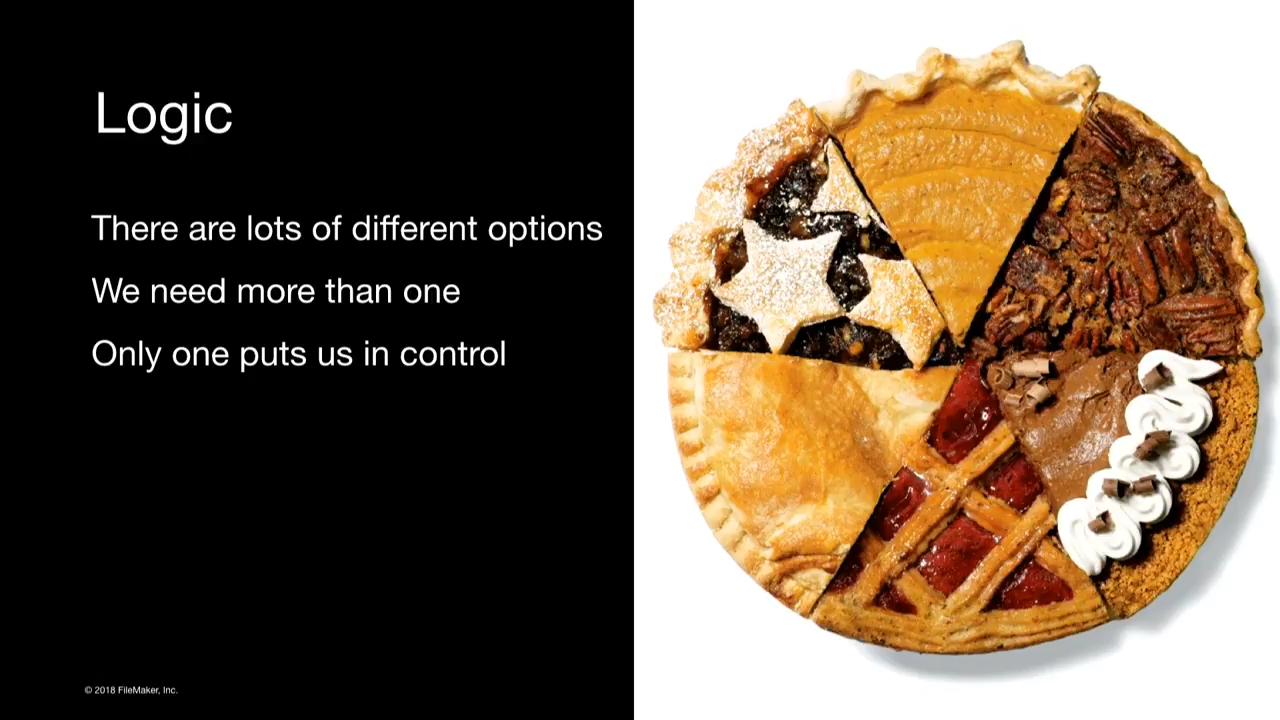 Logic
There are lots of different options
We need more than one
Only one puts us in control
© 2018 FileMaker, Inc.